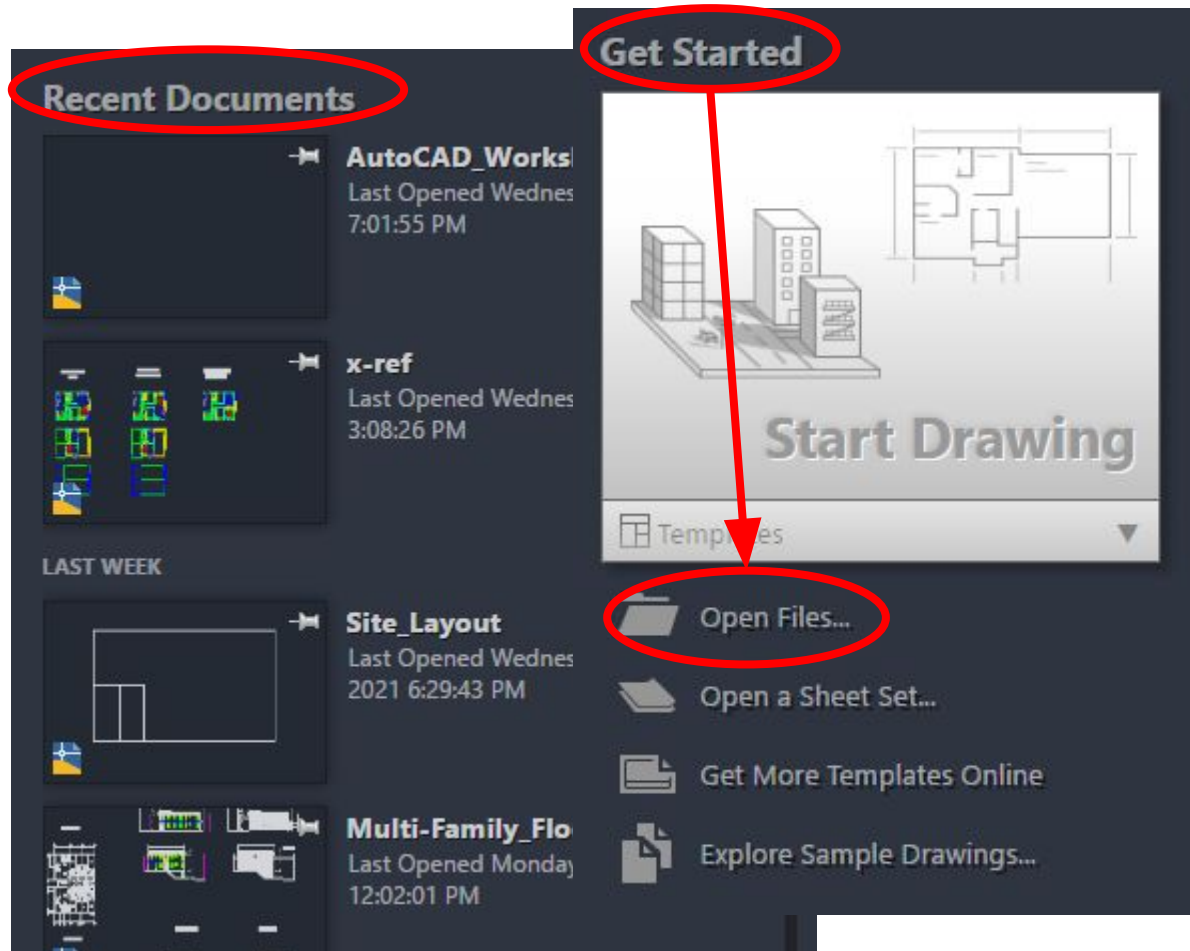 Recent Documents
AutoCAD_Works
Last Opened Wednes
7:01:55 PM
x-ref
Last Opened Wednes
3:08:26 PM
LAST WEEK
Site_Layout
Last Opened Wednes
2021 6:29:43 PM
Multi-Family_Flo
Last Opened Monday
12:02:01 PM
Get Started
Start Drawing
Templates
Open Files...
Open a Sheet Set...
Get More Templates Online
Explore Sample Drawings...